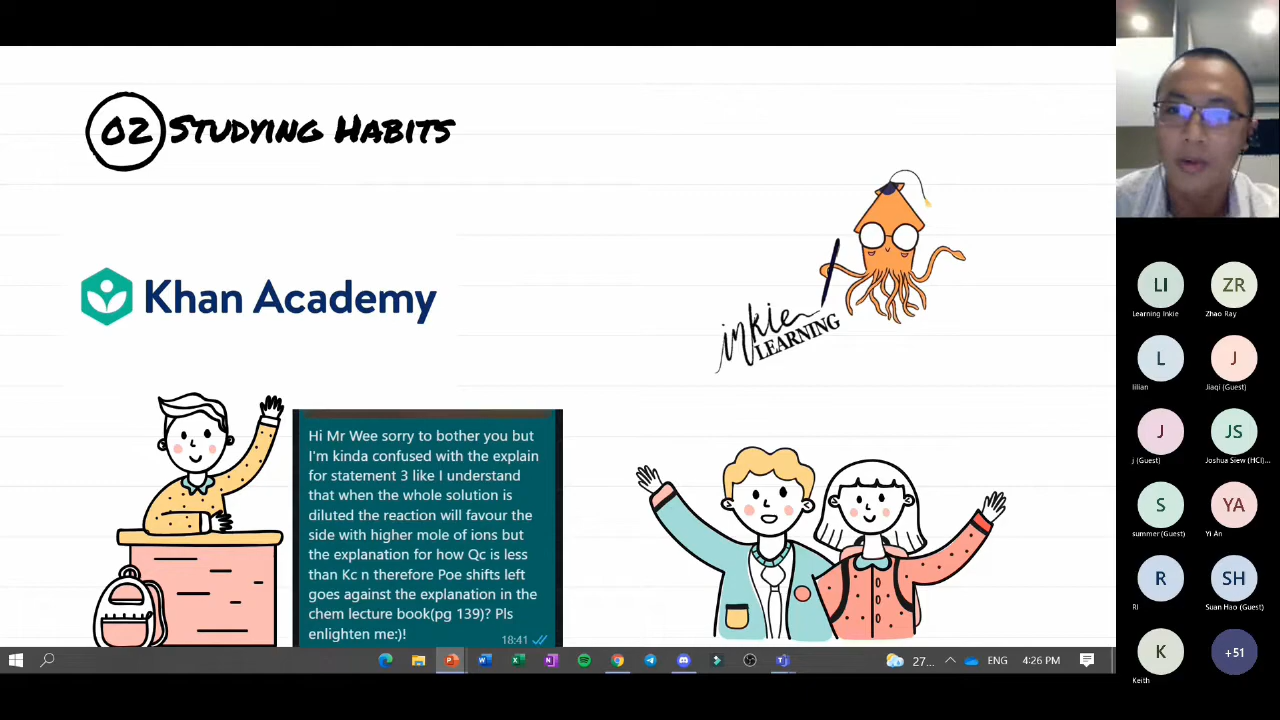 02 Studying Habits
Khan Academy
inkie
LEARNING
Hi Mr Wee sorry to bother you but
I'm kinda confused with the explain
for statement 3 like I understand
that when the whole solution is
diluted the reaction will favour the
side with higher mole of ions but
the explanation for how Qc is less
than Kc n therefore Poe shifts left
goes against the explanation in the
chem lecture book(pg 139)? Pls
enlighten me:)!
18:41
LI
ZR
Learning Inkie
Zhao Ray
L
J
lilian
Jiaqi (Guest)
J
JS
j (Guest)
Joshua Siew (HCI)...
S
YA
summer (Guest)
Yi An
R
SH
RI
Suan Hao (Guest)
K
+51
Keith
27...
ENG
4:26 PM